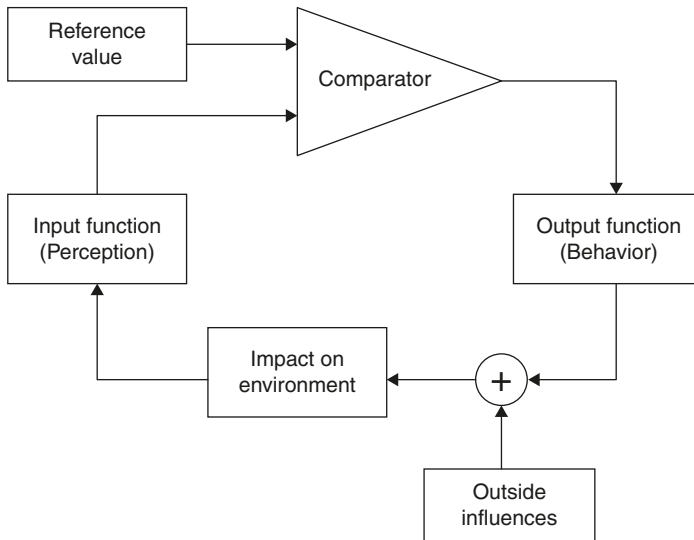 Reference
value
Comparator
Input function
(Perception)
Output function
(Behavior)
Impact on
environment
+
Outside
influences